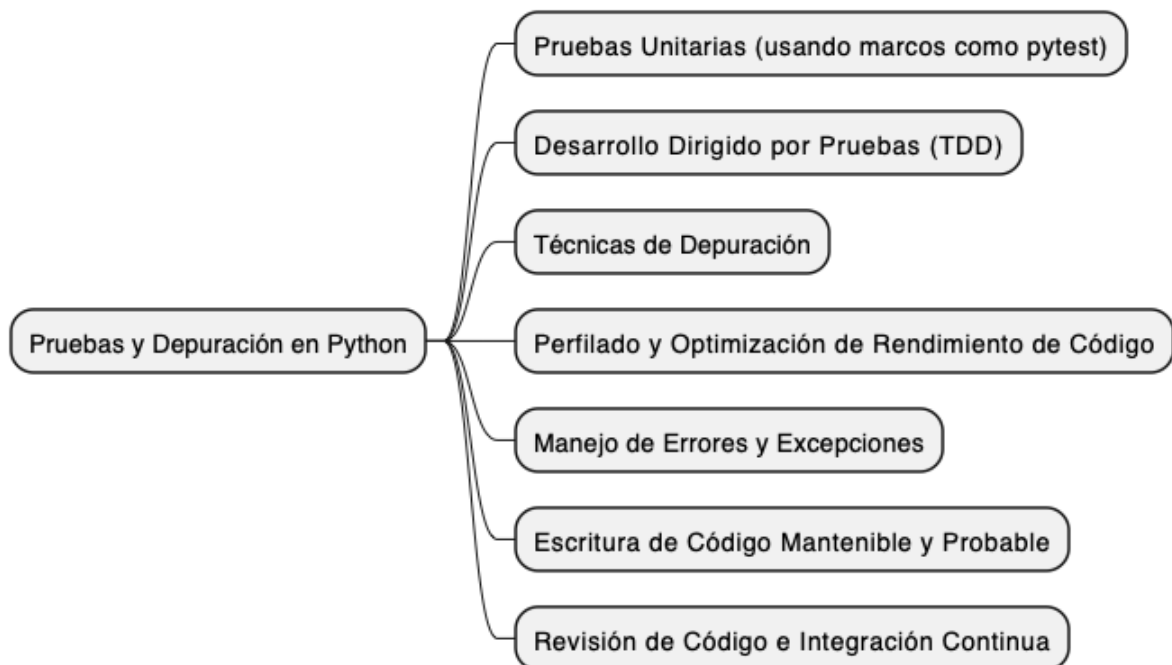 Pruebas y Depuración en Python
Pruebas Unitarias (usando marcos como pytest)
Desarrollo Dirigido por Pruebas (TDD)
Técnicas de Depuración
Perfilado y Optimización de Rendimiento de Código
Manejo de Errores y Excepciones
Escritura de Código Mantenible y Probable
Revisión de Código e Integración Continua